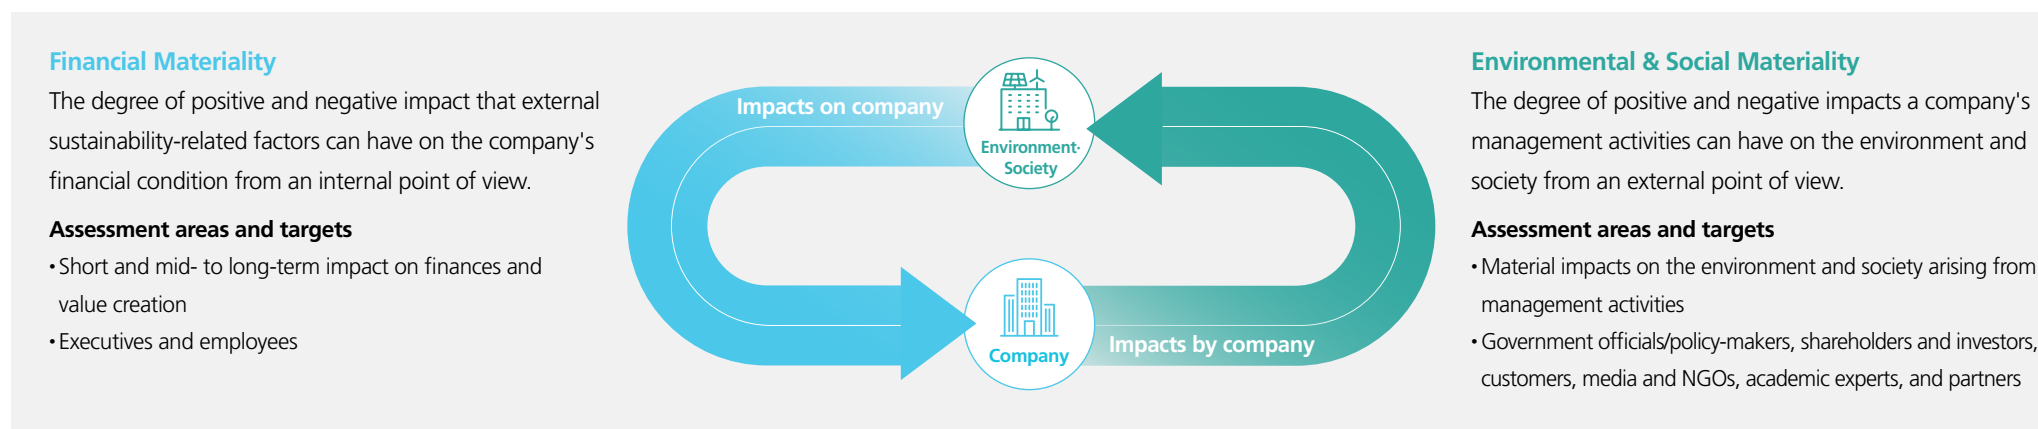 Financial Materiality
The degree of positive and negative impact that external
sustainability-related factors can have on the company's
financial condition from an internal point of view.
Assessment areas and targets
• Short and mid- to long-term impact on finances and
value creation
• Executives and employees
Impacts on company
Environment·
Society
Company
Impacts by company
Environmental & Social Materiality
The degree of positive and negative impacts a company's
management activities can have on the environment and
society from an external point of view.
Assessment areas and targets
• Material impacts on the environment and society arising from
management activities
• Government officials/policy-makers, shareholders and investors,
customers, media and NGOs, academic experts, and partners